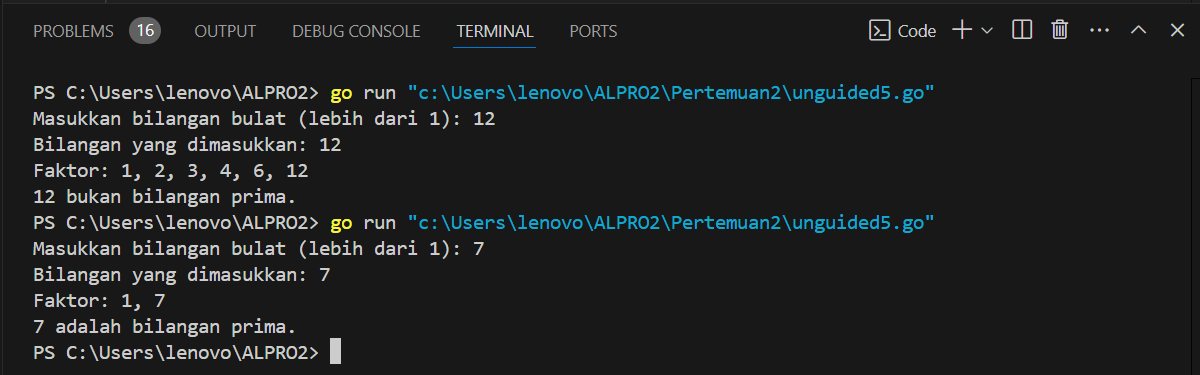 PROBLEMS 16 OUTPUT DEBUG CONSOLE TERMINAL PORTS Code
PS C:\Users\lenovo\ALPRO2> go run "c:\Users\lenovo\ALPRO2\Pertemuan2\unguided5.go"
Masukkan bilangan bulat (lebih dari 1): 12
Bilangan yang dimasukkan: 12
Faktor: 1, 2, 3, 4, 6, 12
12 bukan bilangan prima.
PS C:\Users\lenovo\ALPRO2> go run "c:\Users\lenovo\ALPRO2\Pertemuan2\unguided5.go"
Masukkan bilangan bulat (lebih dari 1): 7
Bilangan yang dimasukkan: 7
Faktor: 1, 7
7 adalah bilangan prima.
PS C:\Users\lenovo\ALPRO2>